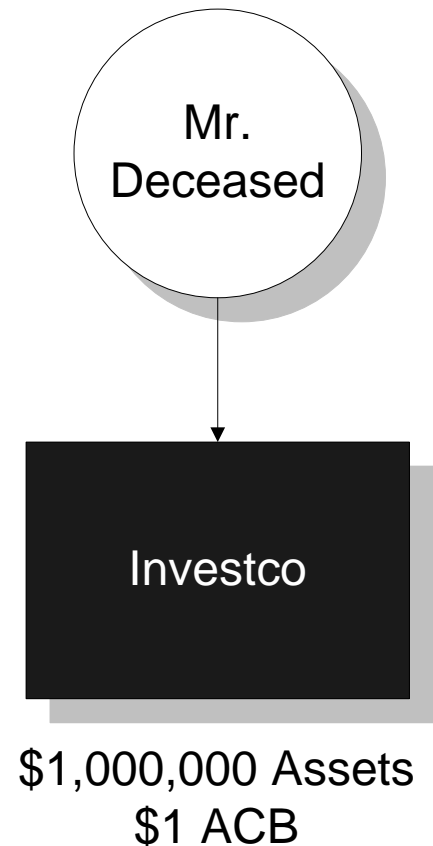 Mr.
Deceased
Investco
$1,000,000 Assets
$1 ACB